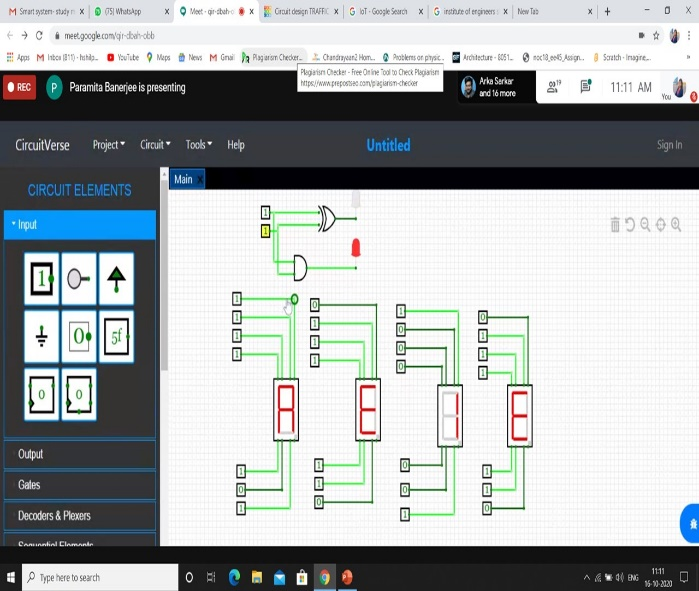 Smart system- study m
(75) WhatsApp
Meet - qir-dbah-ob
Circuit design TRAFFIC
IoT - Google Search
institute of engineers
New Tab
meet.google.com/qir-dbah-obb
Apps
M Inbox (811) - hshilp...
YouTube
Maps
News
Gmail
Plagiarism Checker...
Chandrayaan2 Hom...
Problems on physic...
Architecture - 8051...
noc18_ee45_Assign...
Scratch - Imagine,...
Plagiarism Checker - Free Online Tool to Check Plagiarism
https://www.prepostseo.com/plagiarism-checker
REC
P
Paramita Banerjee is presenting
Arka Sarkar
and 16 more
19
11:11 AM
You
CircuitVerse
Project
Circuit
Tools
Help
Untitled
Sign In
Main
CIRCUIT ELEMENTS
Input
1
0
5f
0
0
Output
Gates
Decoders & Plexers
Sequential Elements
1
1
1
1
1
1
0
1
1
1
1
0
0
0
0
1
1
1
1
0
1
1
1
0
0
0
1
1
1
0
Type here to search
ENG
11:11
16-10-2020